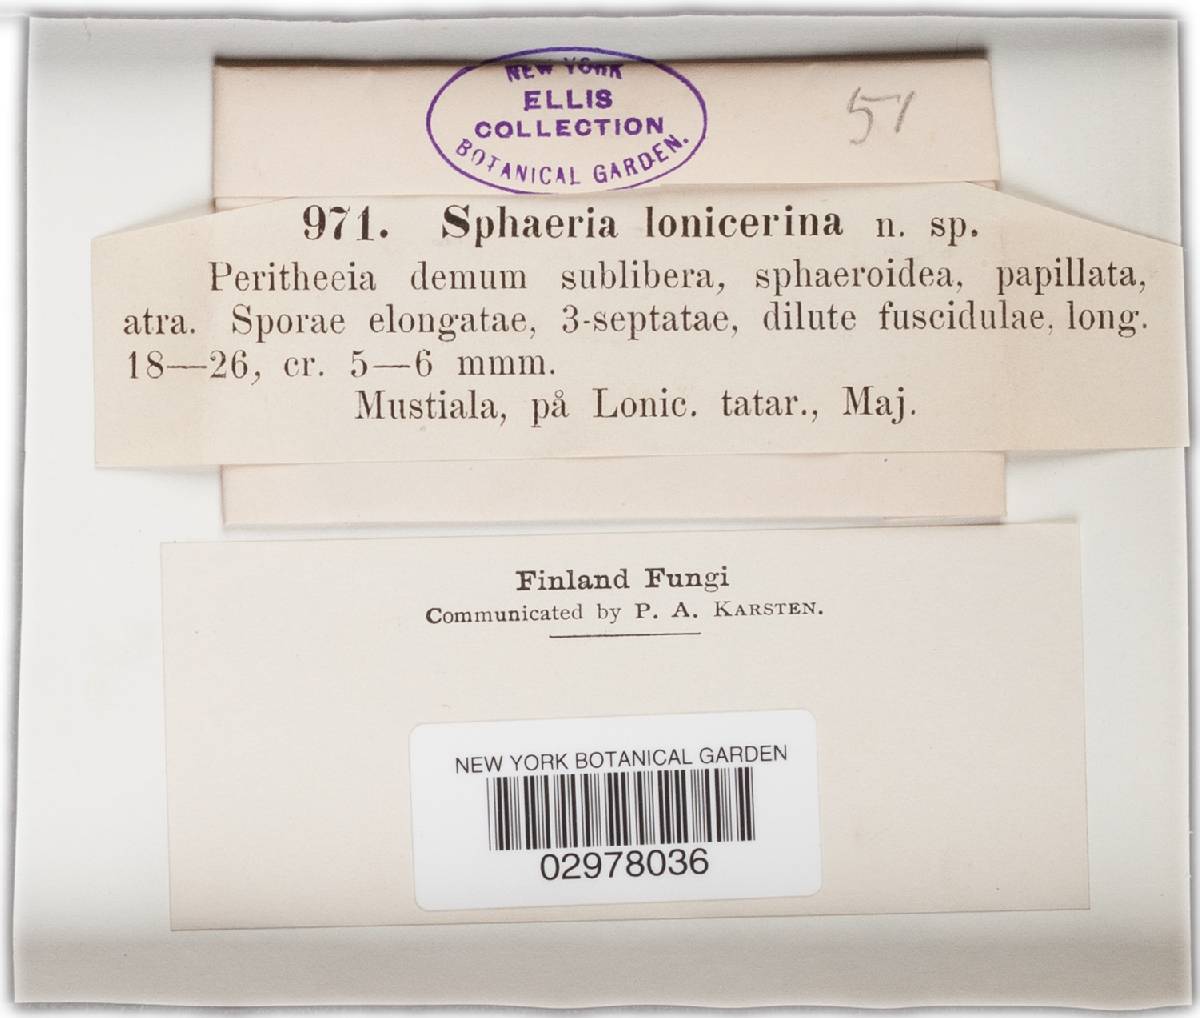 NEW YORK
ELLIS
COLLECTION
BOTANICAL GARDEN.
51
971. Sphaeria lonicerina n. sp.
Peritheeia demum sublibera, sphaeroidea, papillata,
atra. Sporae elongatae, 3-septatae, dilute fuscidulae, long.
18—26, cr. 5—6 mmm.
Mustiala, på Lonic. tatar., Maj.
Finland Fungi
Communicated by P. A. KARSTEN.
NEW YORK BOTANICAL GARDEN
02978036